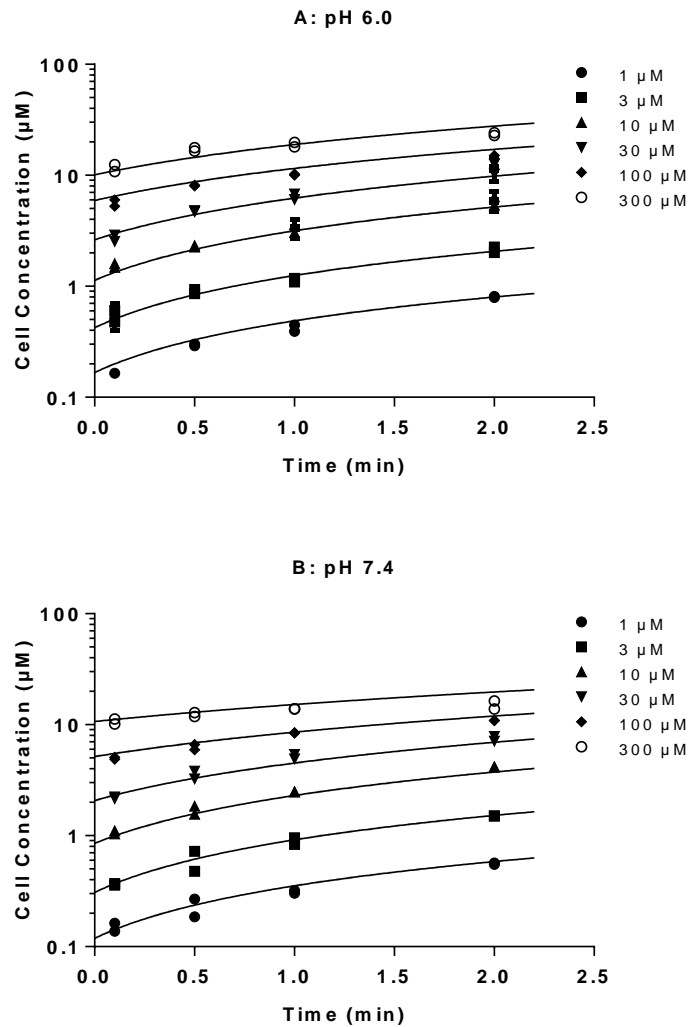 A: pH 6.0
100
10
1
0.1
Cell Concentration (µM)
0.0 0.5 1.0 1.5 2.0 2.5
Time (min)
1 µM
3 µM
10 µM
30 µM
100 µM
300 µM
B: pH 7.4
100
10
1
0.1
Cell Concentration (µM)
0.0 0.5 1.0 1.5 2.0 2.5
Time (min)
1 µM
3 µM
10 µM
30 µM
100 µM
300 µM